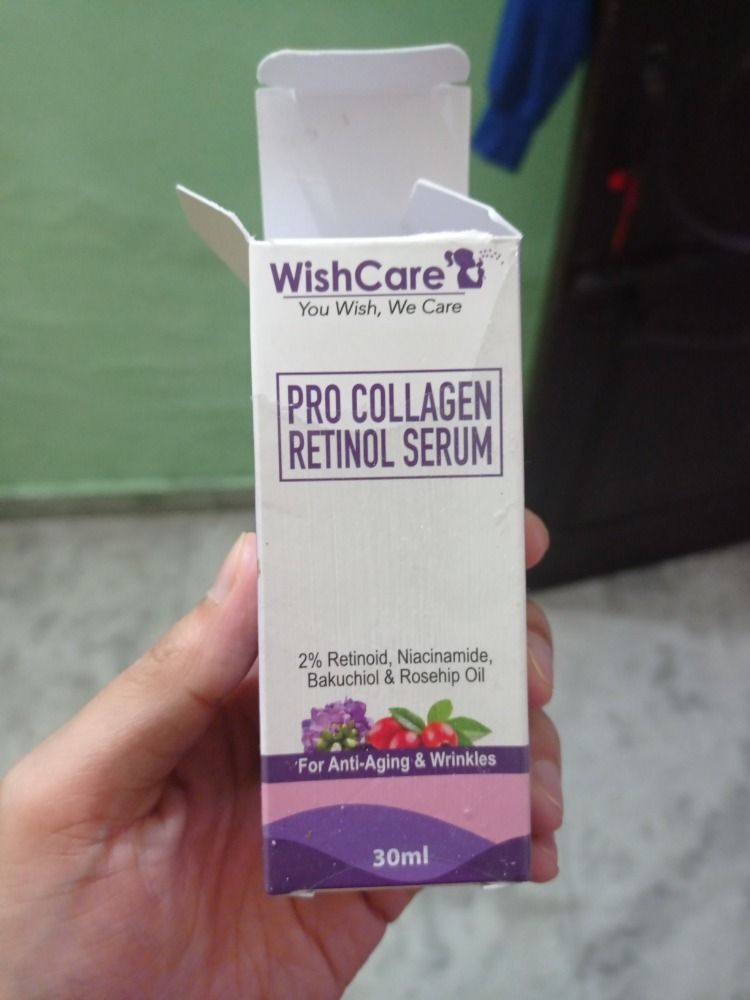 WishCare
You Wish, We Care
PRO COLLAGEN
RETINOL SERUM
2% Retinoid, Niacinamide,
Bakuchiol & Rosehip Oil
For Anti-Aging & Wrinkles
30ml